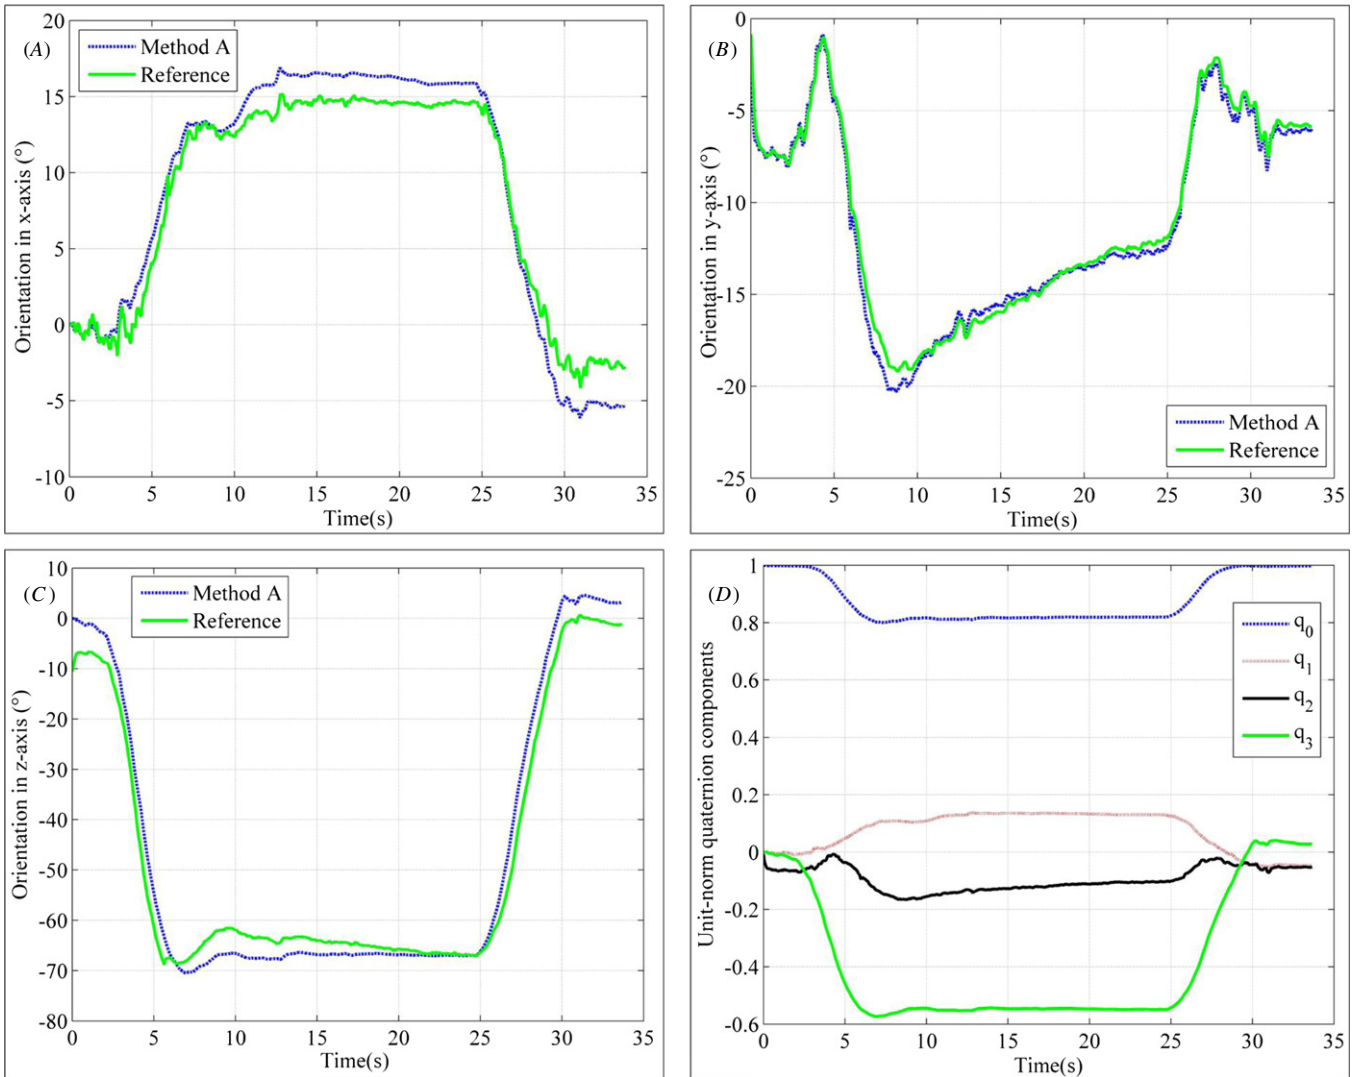 (A)
Method A
Reference
20
15
10
5
0
-5
-10
0 5 10 15 20 25 30 35
Orientation in x-axis (°)
Time(s)
(B)
0
-5
-10
-15
-20
-25
0 5 10 15 20 25 30 35
Orientation in y-axis (°)
Time(s)
Method A
Reference
(C)
Method A
Reference
10
0
-10
-20
-30
-40
-50
-60
-70
-80
0 5 10 15 20 25 30 35
Orientation in z-axis (°)
Time(s)
(D)
1
0.8
0.6
0.4
0.2
0
-0.2
-0.4
-0.6
0 5 10 15 20 25 30 35
Unit-norm quaternion components
Time(s)
q0
q1
q2
q3